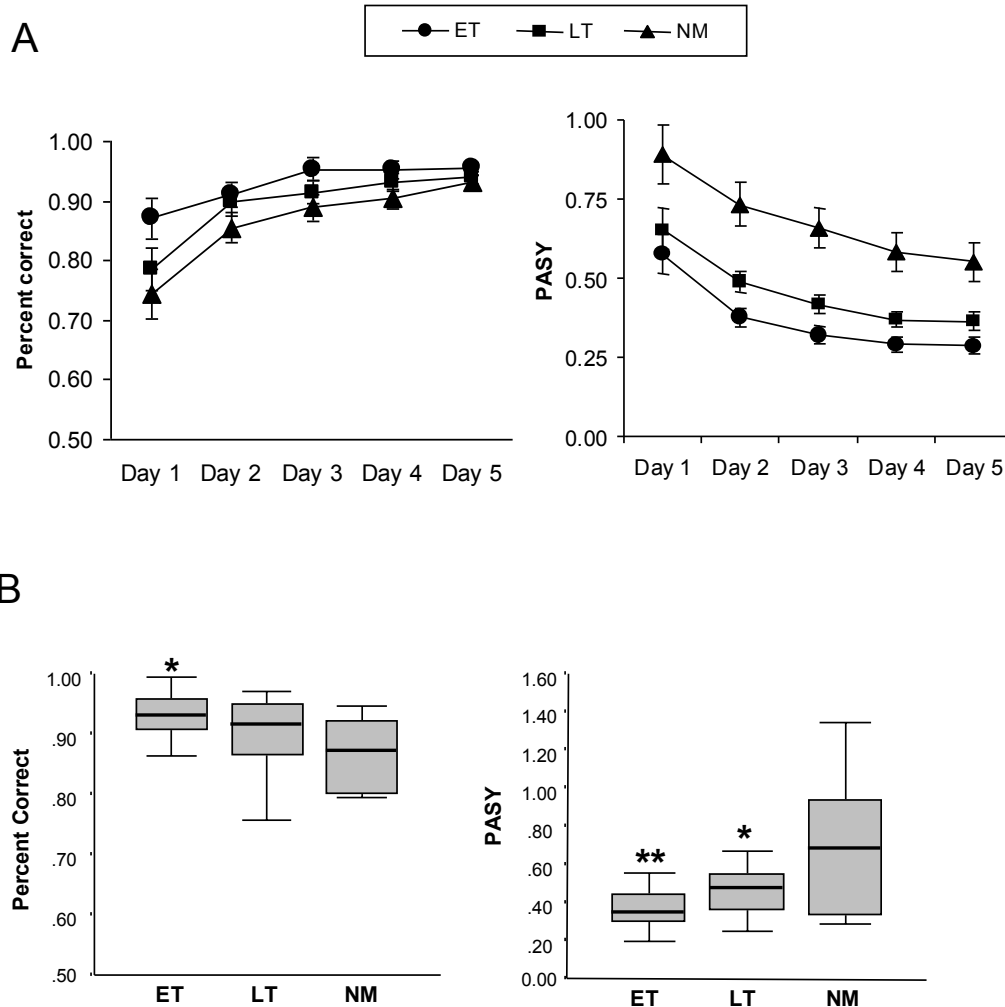 A
ET LT NM
Percent correct
1.00
0.90
0.80
0.70
0.60
0.50
Day 1 Day 2 Day 3 Day 4 Day 5
PASY
1.00
0.75
0.50
0.25
0.00
Day 1 Day 2 Day 3 Day 4 Day 5
B
Percent Correct
1.00
.90
.80
.70
.60
.50
*
ET LT NM
PASY
1.60
1.40
1.20
1.00
.80
.60
.40
.20
0.00
** *
ET LT NM